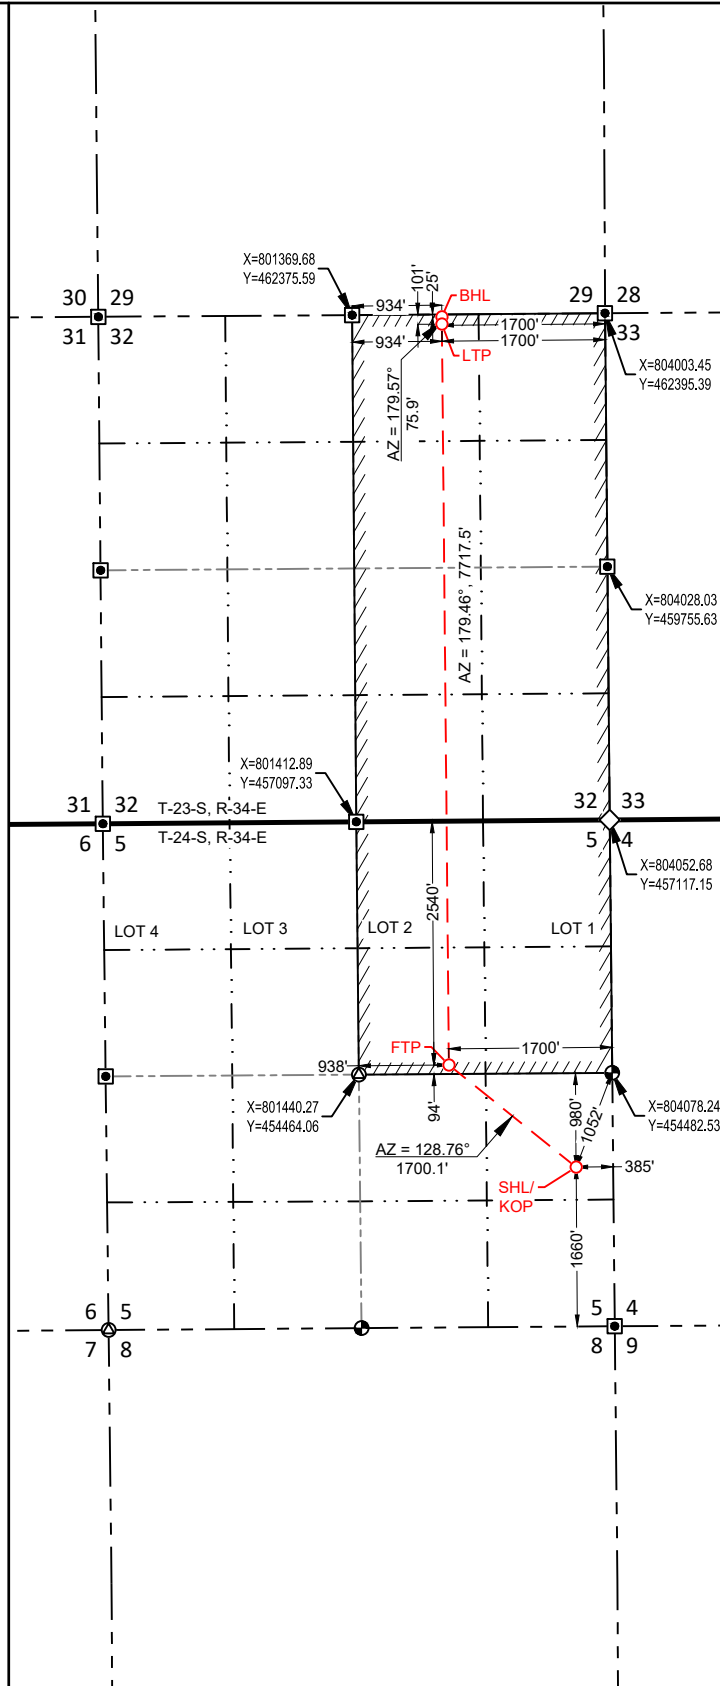 X=801369.68
Y=462375.59
30 29
31 32
934'
101'
25'
BHL
29 28
33
1700'
934'
1700'
LTP
X=804003.45
Y=462395.39
AZ = 179.57°
75.9'
AZ = 179.46°, 7717.5'
X=804028.03
Y=459755.63
X=801412.89
Y=457097.33
31 32
T-23-S, R-34-E
32 33
6 5
T-24-S, R-34-E
5 4
X=804052.68
Y=457117.15
2540'
LOT 4
LOT 3
LOT 2
LOT 1
FTP
1700'
938'
94'
980'
1052'
X=801440.27
Y=454464.06
X=804078.24
Y=454482.53
AZ = 128.76°
1700.1'
SHL/
KOP
385'
1660'
6 5
7 8
5 4
8 9